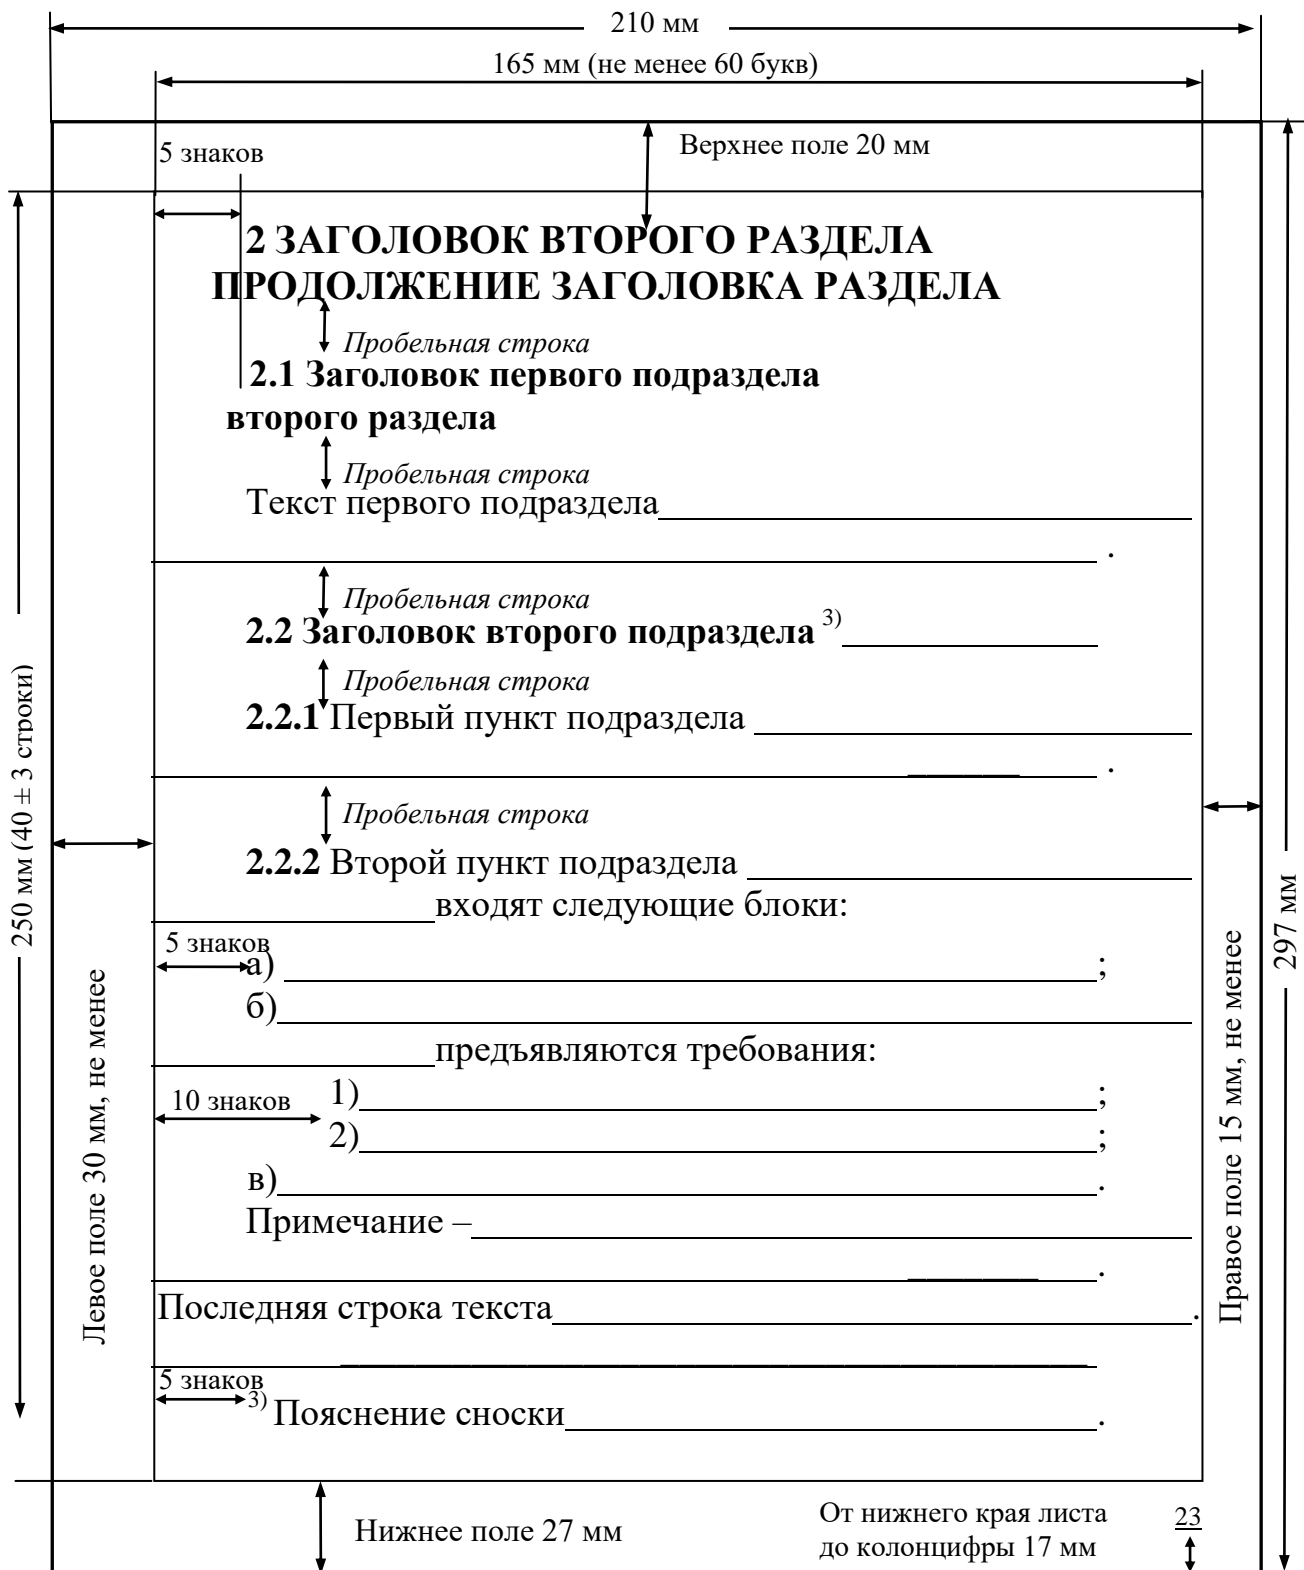 210 мм
165 мм (не менее 60 букв)
Верхнее поле 20 мм
5 знаков
2 ЗАГОЛОВОК ВТОРОГО РАЗДЕЛА
ПРОДОЛЖЕНИЕ ЗАГОЛОВКА РАЗДЕЛА
Пробельная строка
2.1 Заголовок первого подраздела
второго раздела
Пробельная строка
Текст первого подраздела
.
Пробельная строка
2.2 Заголовок второго подраздела 3)
Пробельная строка
2.2.1 Первый пункт подраздела
.
Пробельная строка
2.2.2 Второй пункт подраздела
входят следующие блоки:
5 знаков
а) ;
б)
предъявляются требования:
10 знаков
1) ;
2) ;
в) .
Примечание –
.
Последняя строка текста .
5 знаков
3) Пояснение сноски .
250 мм (40 ± 3 строки)
Левое поле 30 мм, не менее
Правое поле 15 мм, не менее
297 мм
Нижнее поле 27 мм
От нижнего края листа
до колонцифры 17 мм
23